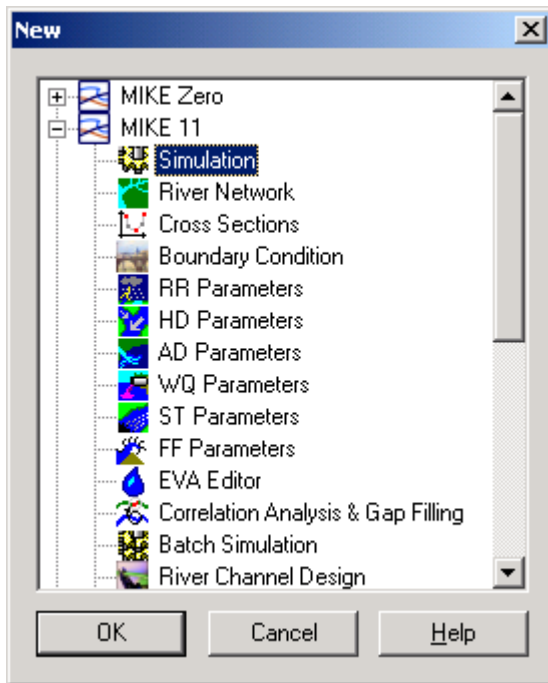 New
MIKE Zero
MIKE 11
Simulation
River Network
Cross Sections
Boundary Condition
RR Parameters
HD Parameters
AD Parameters
WQ Parameters
ST Parameters
FF Parameters
EVA Editor
Correlation Analysis & Gap Filling
Batch Simulation
River Channel Design
OK
Cancel
Help